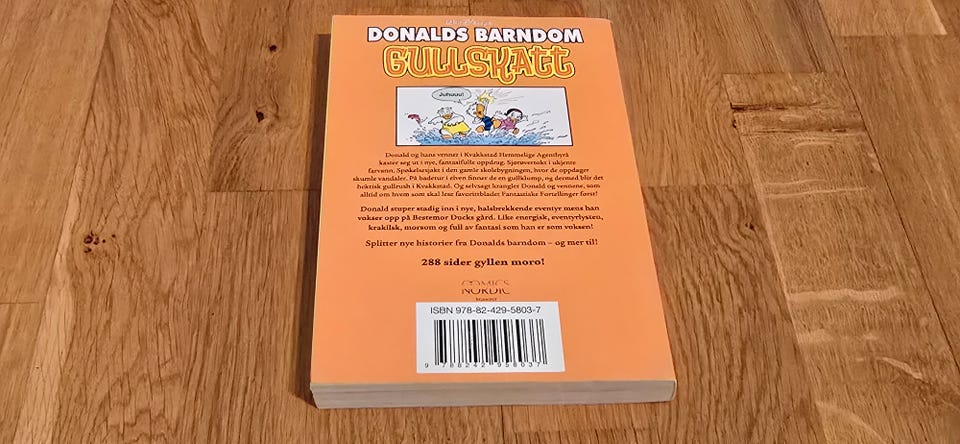 DONALDS BARNDOM
GULLSKATT
Juhuuu!
Donald og hans venner i Kvakkstad Hemmelige Agentbyrå
kaster seg ut i nye, fantasifulle oppdrag. Sjørøvertokt i ukjente
farvann, Spøkelsesjakt i den gamle skolebygningen, hvor de oppdager
skumle vandaler. På badetur i elven finner de en gullklump, og dermed blir det
hektisk gullrush i Kvakkstad. Og selvsagt krangler Donald og vennene, som
alltid om hvem som skal lese favorittbladet Fantastiske Fortellinger først!
Donald stuper stadig inn i nye, halsbrekkende eventyr mens han
vokser opp på Bestemor Ducks gård. Like energisk, eventyrlysten,
krakilsk, morsom og full av fantasi som han er som voksen!
Splitter nye historier fra Donalds barndom – og mer til!
288 sider gyllen moro!
NORDIC
ISBN 978-82-429-5803-7
9 788242 958037